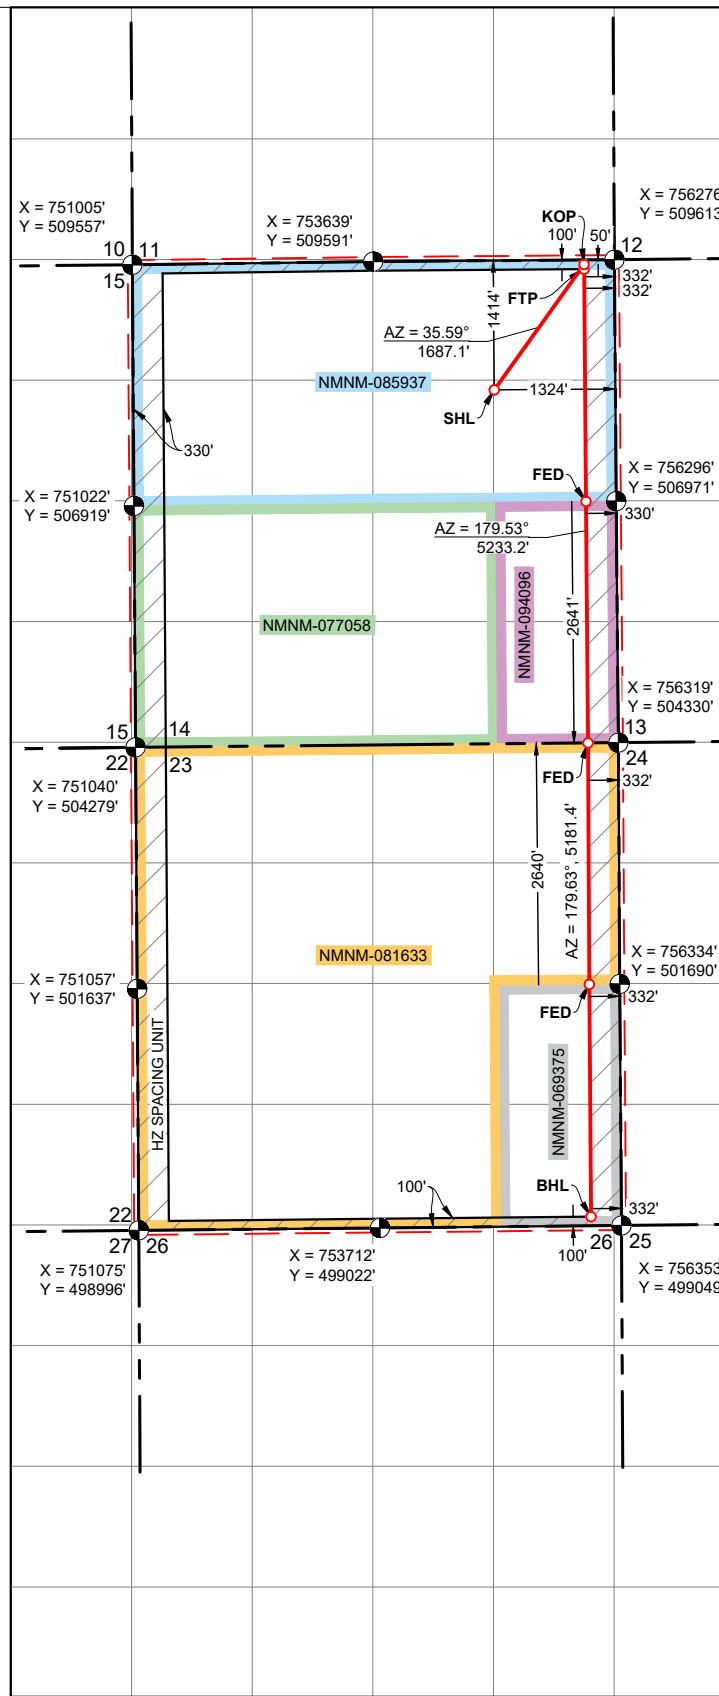 X = 751005'
Y = 509557'
X = 753639'
Y = 509591'
KOP
X = 756276
Y = 509613
100'
50'
10
11
12
15
332'
FTP
332'
1414'
AZ = 35.59°
1687.1'
NMNM-085937
1324'
SHL
330'
X = 751022'
Y = 506919'
FED
X = 756296'
Y = 506971'
330'
AZ = 179.53°
5233.2'
NMNM-094096
2641'
NMNM-077058
X = 756319'
Y = 504330'
15
14
13
22
23
24
FED
X = 751040'
Y = 504279'
332'
2640'
AZ = 179.63°, 5181.4'
NMNM-081633
X = 756334'
Y = 501690'
X = 751057'
Y = 501637'
332'
FED
HZ SPACING UNIT
NMNM-069375
BHL
100'
332'
22
27
26
26
25
100'
X = 753712'
Y = 499022'
X = 751075'
Y = 498996'
X = 756353
Y = 499049